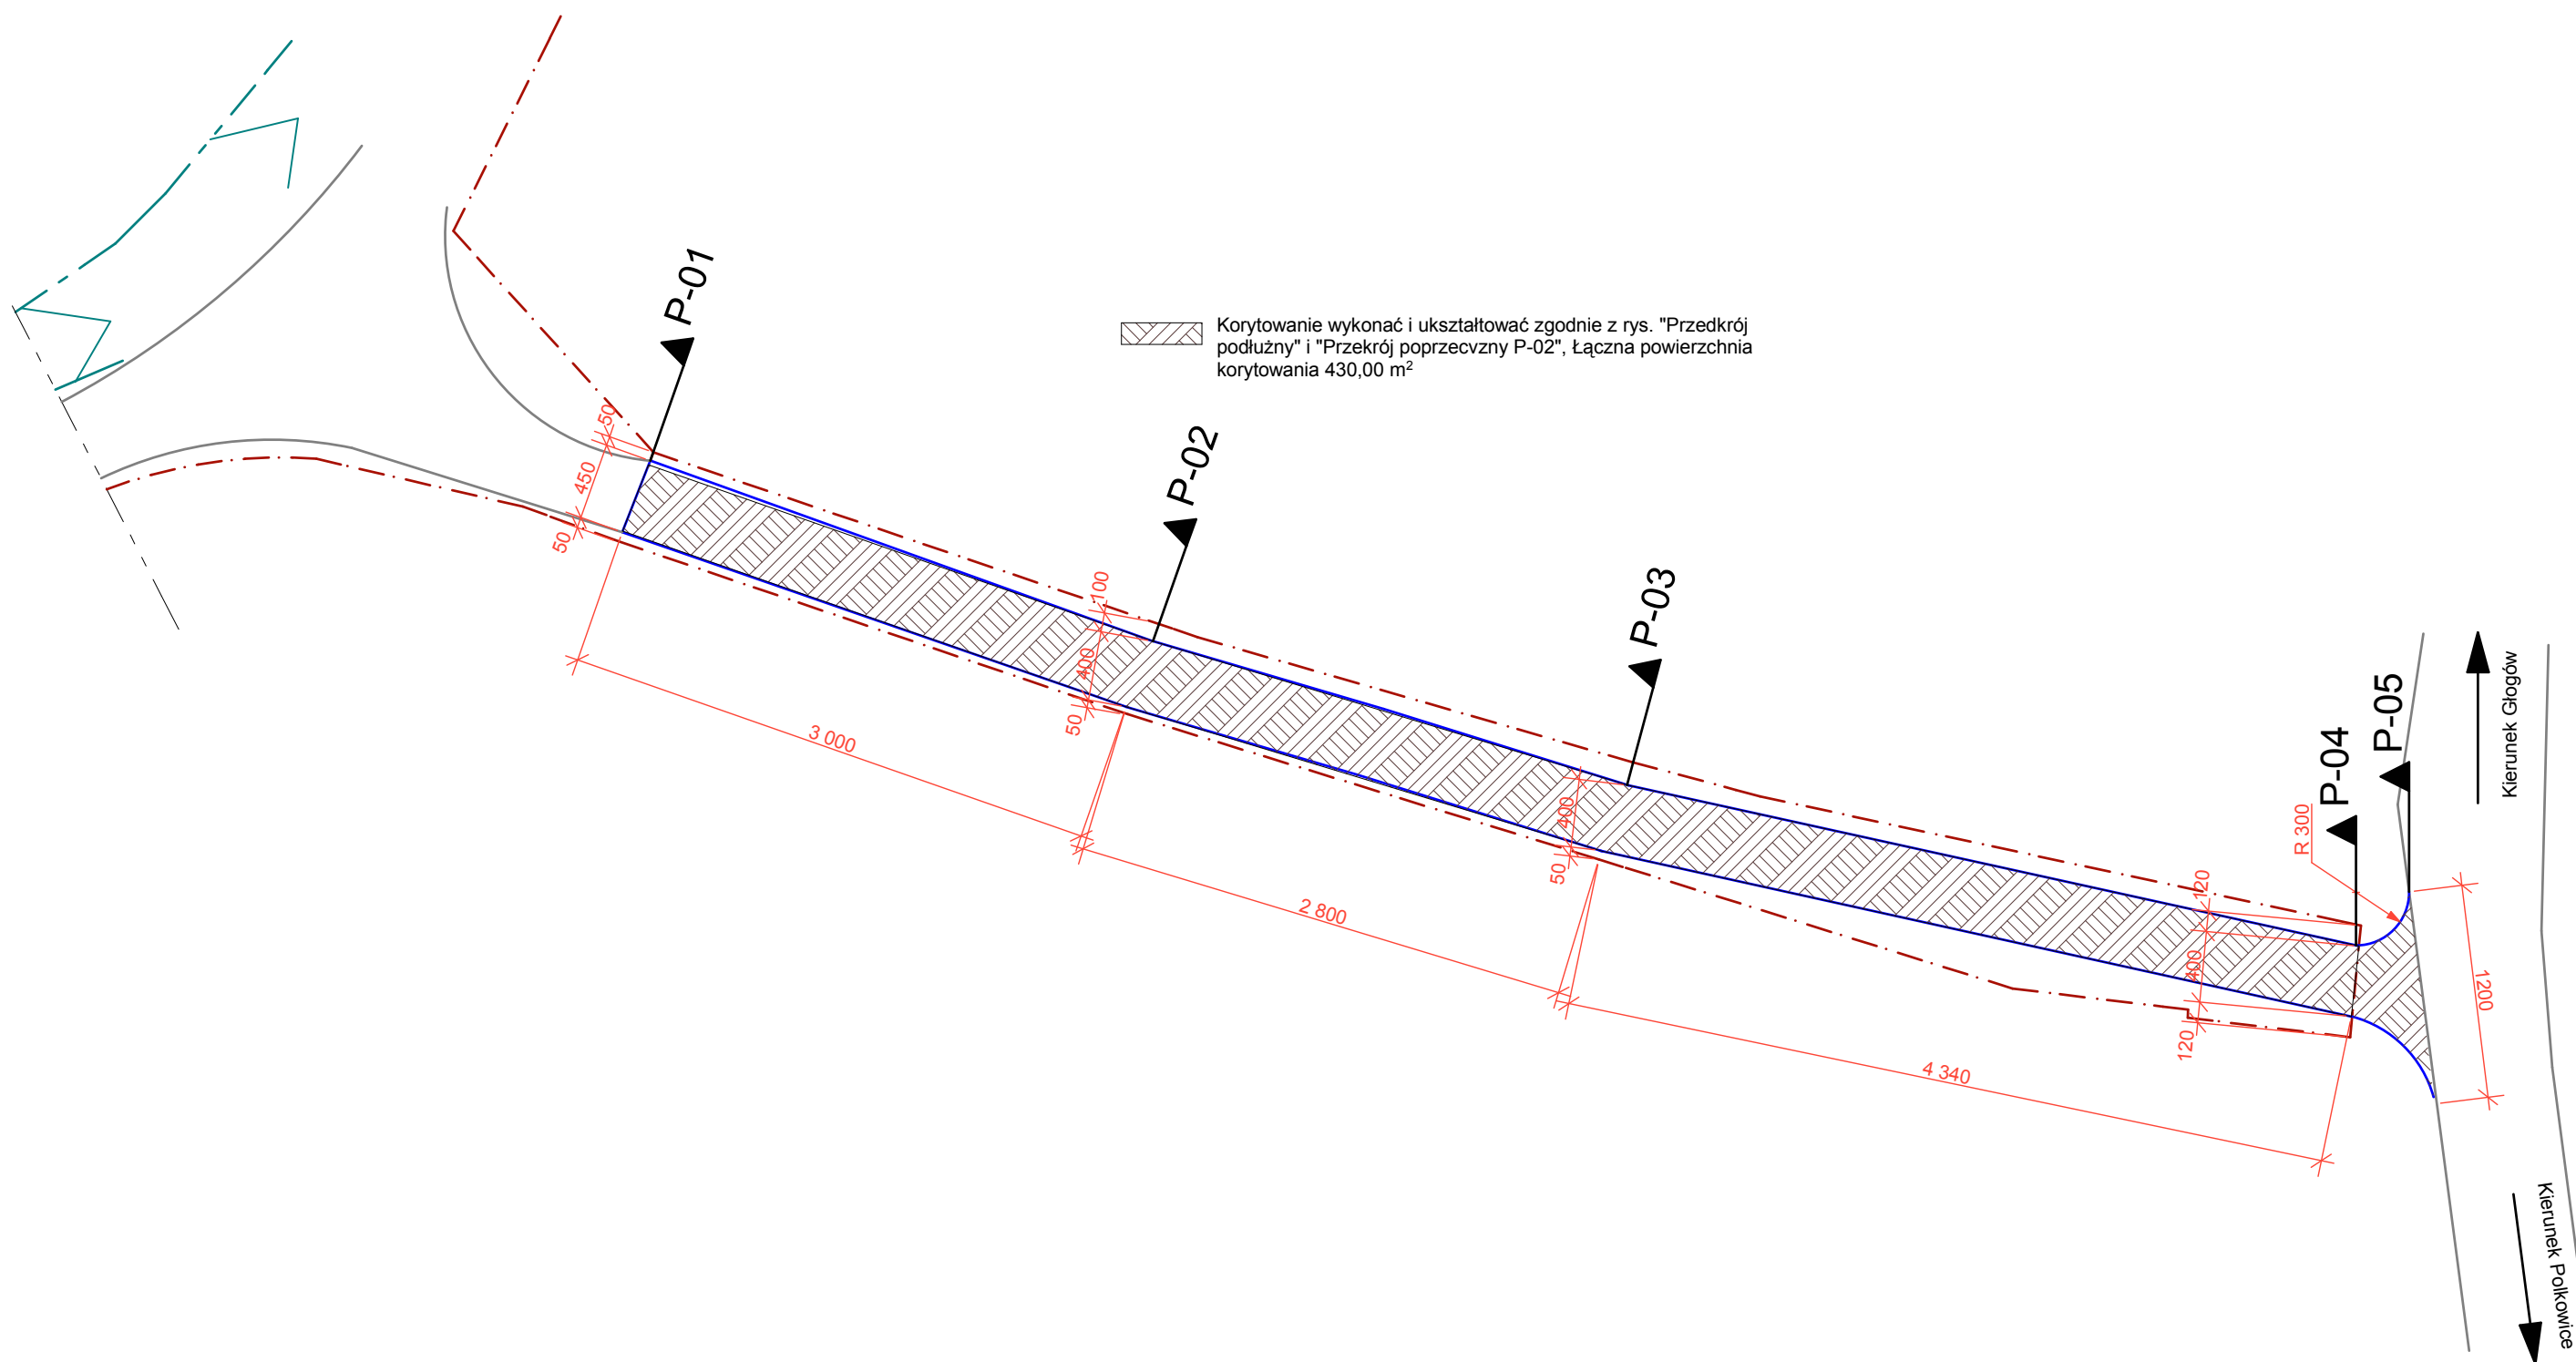 P-01
Korytowanie wykonać i ukształtować zgodnie z rys. "Przedkrój
podłużny" i "Przekrój poprzecvzny P-02", Łączna powierzchnia
korytowania 430,00 m²
50
450
50
P-02
100
400
50
3 000
P-03
400
50
2 800
P-04
P-05
Kierunek Głogów
R 300
120
400
120
1200
4 340
Kierunek Polkowice